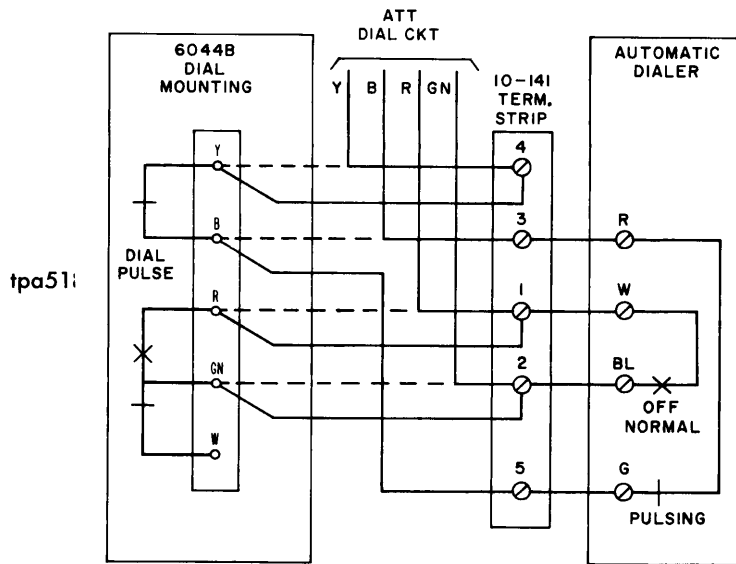 ATT
DIAL CKT
6044B
DIAL
MOUNTING
Y B R GN
10-141
TERM.
STRIP
AUTOMATIC
DIALER
Y
4
B
3
R
DIAL
PULSE
R
1
W
GN
2
BL
OFF
NORMAL
W
5
G
PULSING